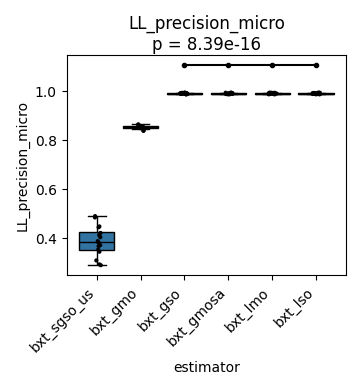 LL_precision_micro
p = 8.39e-16
LL_precision_micro
1.0
0.8
0.6
0.4
bxt_sgso_us
bxt_gmo
bxt_gso
bxt_gmosa
bxt_lmo
bxt_lso
estimator